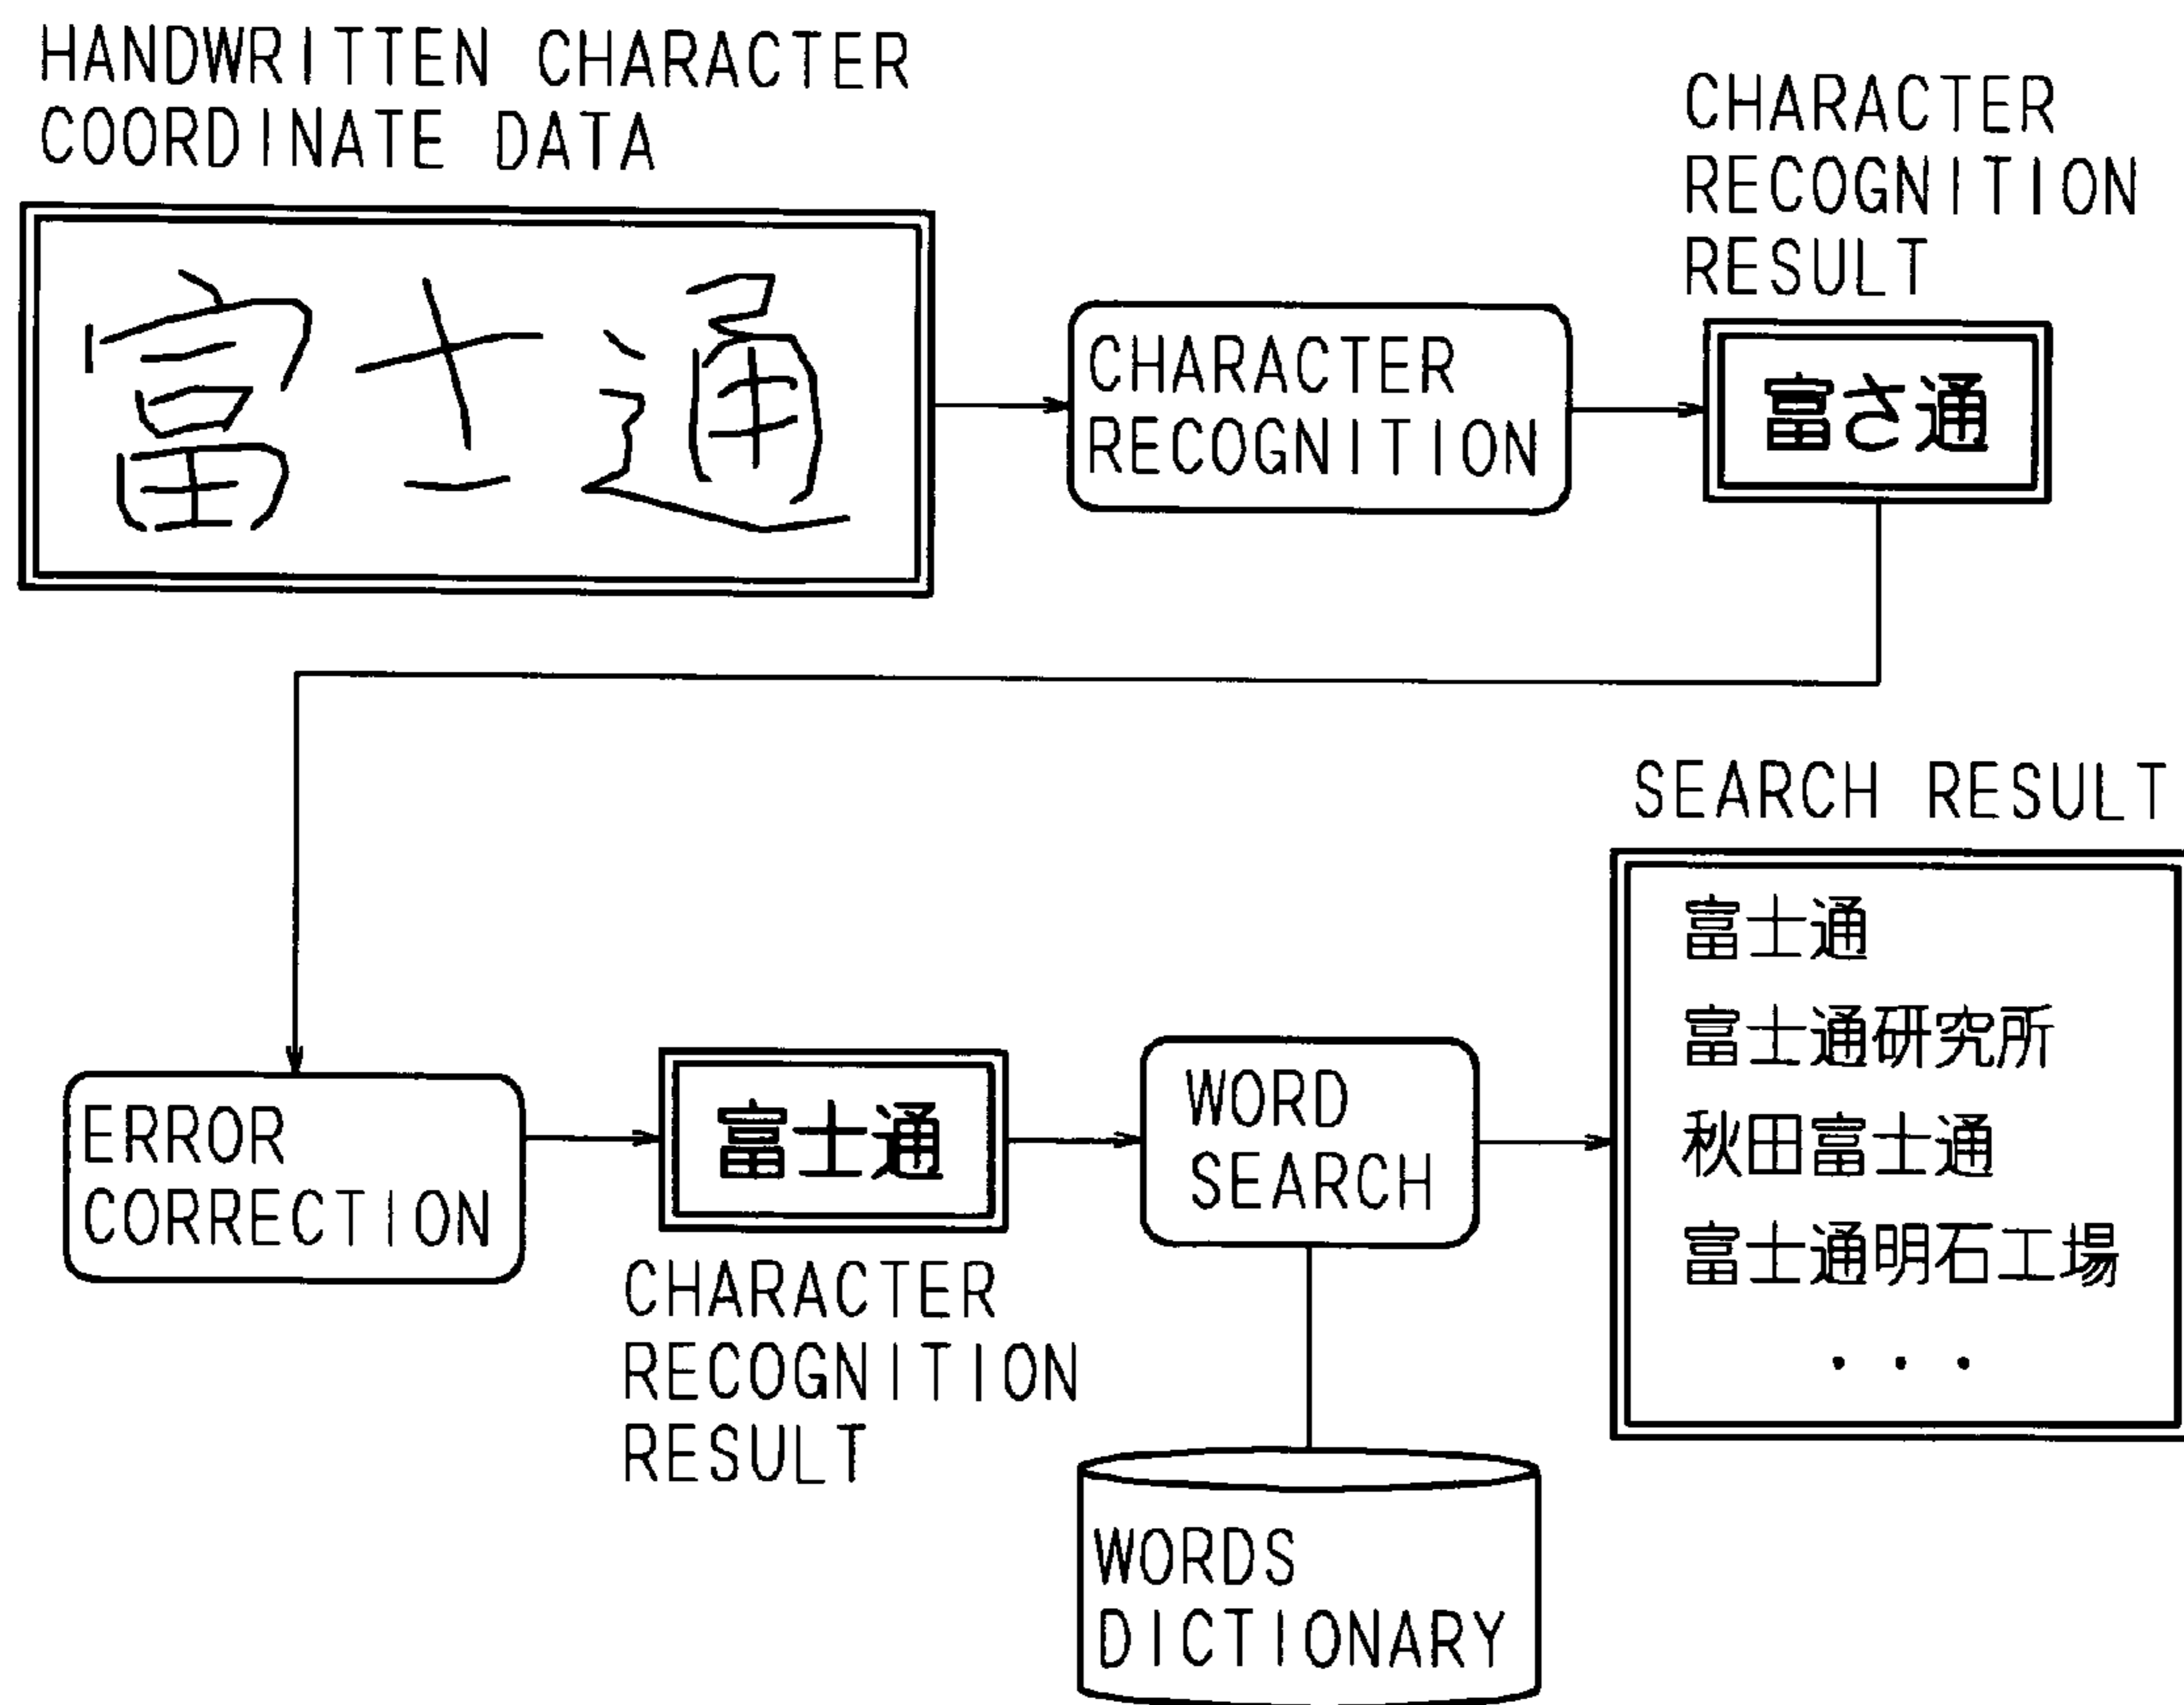 HANDWRITTEN CHARACTER
COORDINATE DATA
富士通
CHARACTER
RECOGNITION
CHARACTER
RECOGNITION
RESULT
富さ通
ERROR
CORRECTION
富士通
CHARACTER
RECOGNITION
RESULT
WORD
SEARCH
WORDS
DICTIONARY
SEARCH RESULT
富士通
富士通研究所
秋田富士通
富士通明石工場
・・・